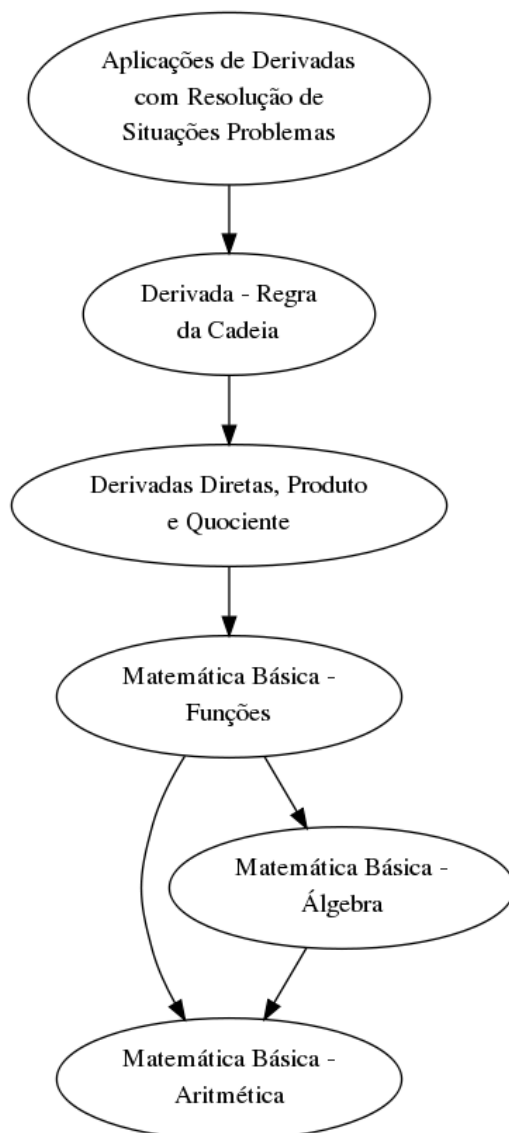 Aplicações de Derivadas
com Resolução de
Situações Problemas
Derivada - Regra
da Cadeia
Derivadas Diretas, Produto
e Quociente
Matemática Básica -
Funções
Matemática Básica -
Álgebra
Matemática Básica -
Aritmética